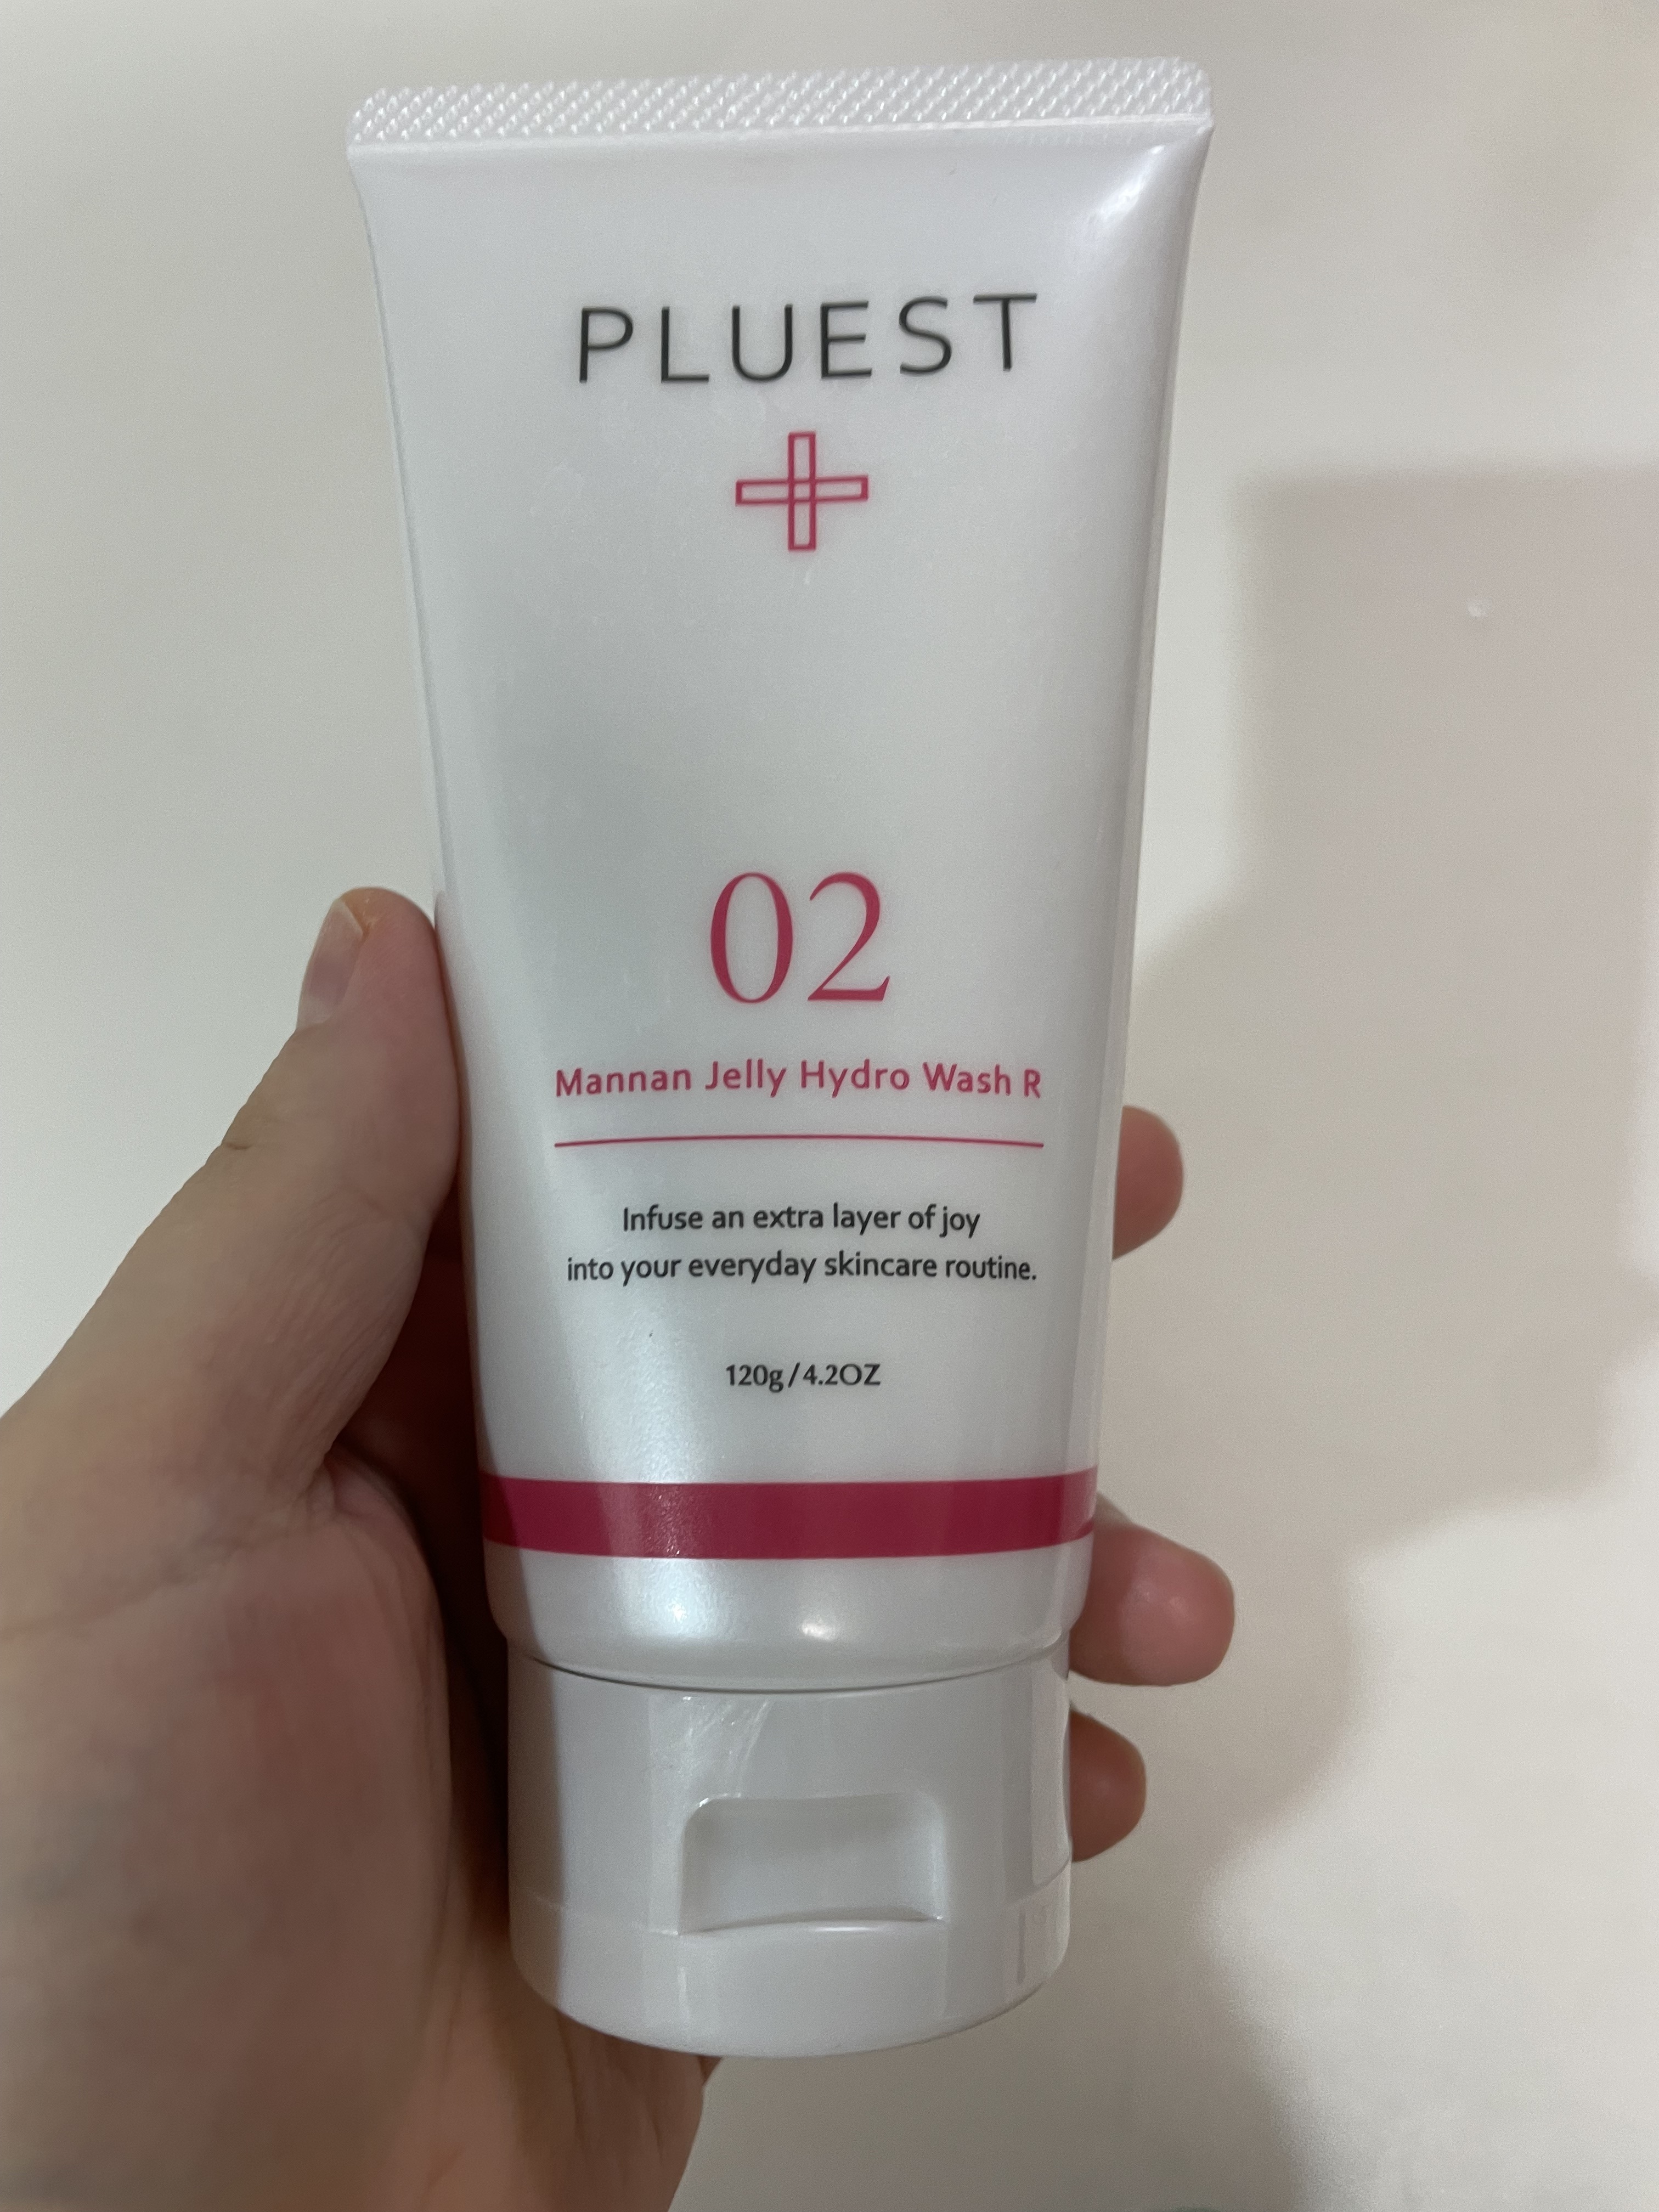 PLUEST
02
Mannan Jelly Hydro Wash R
Infuse an extra layer of joy
into your everyday skincare routine.
120g/4.2OZ